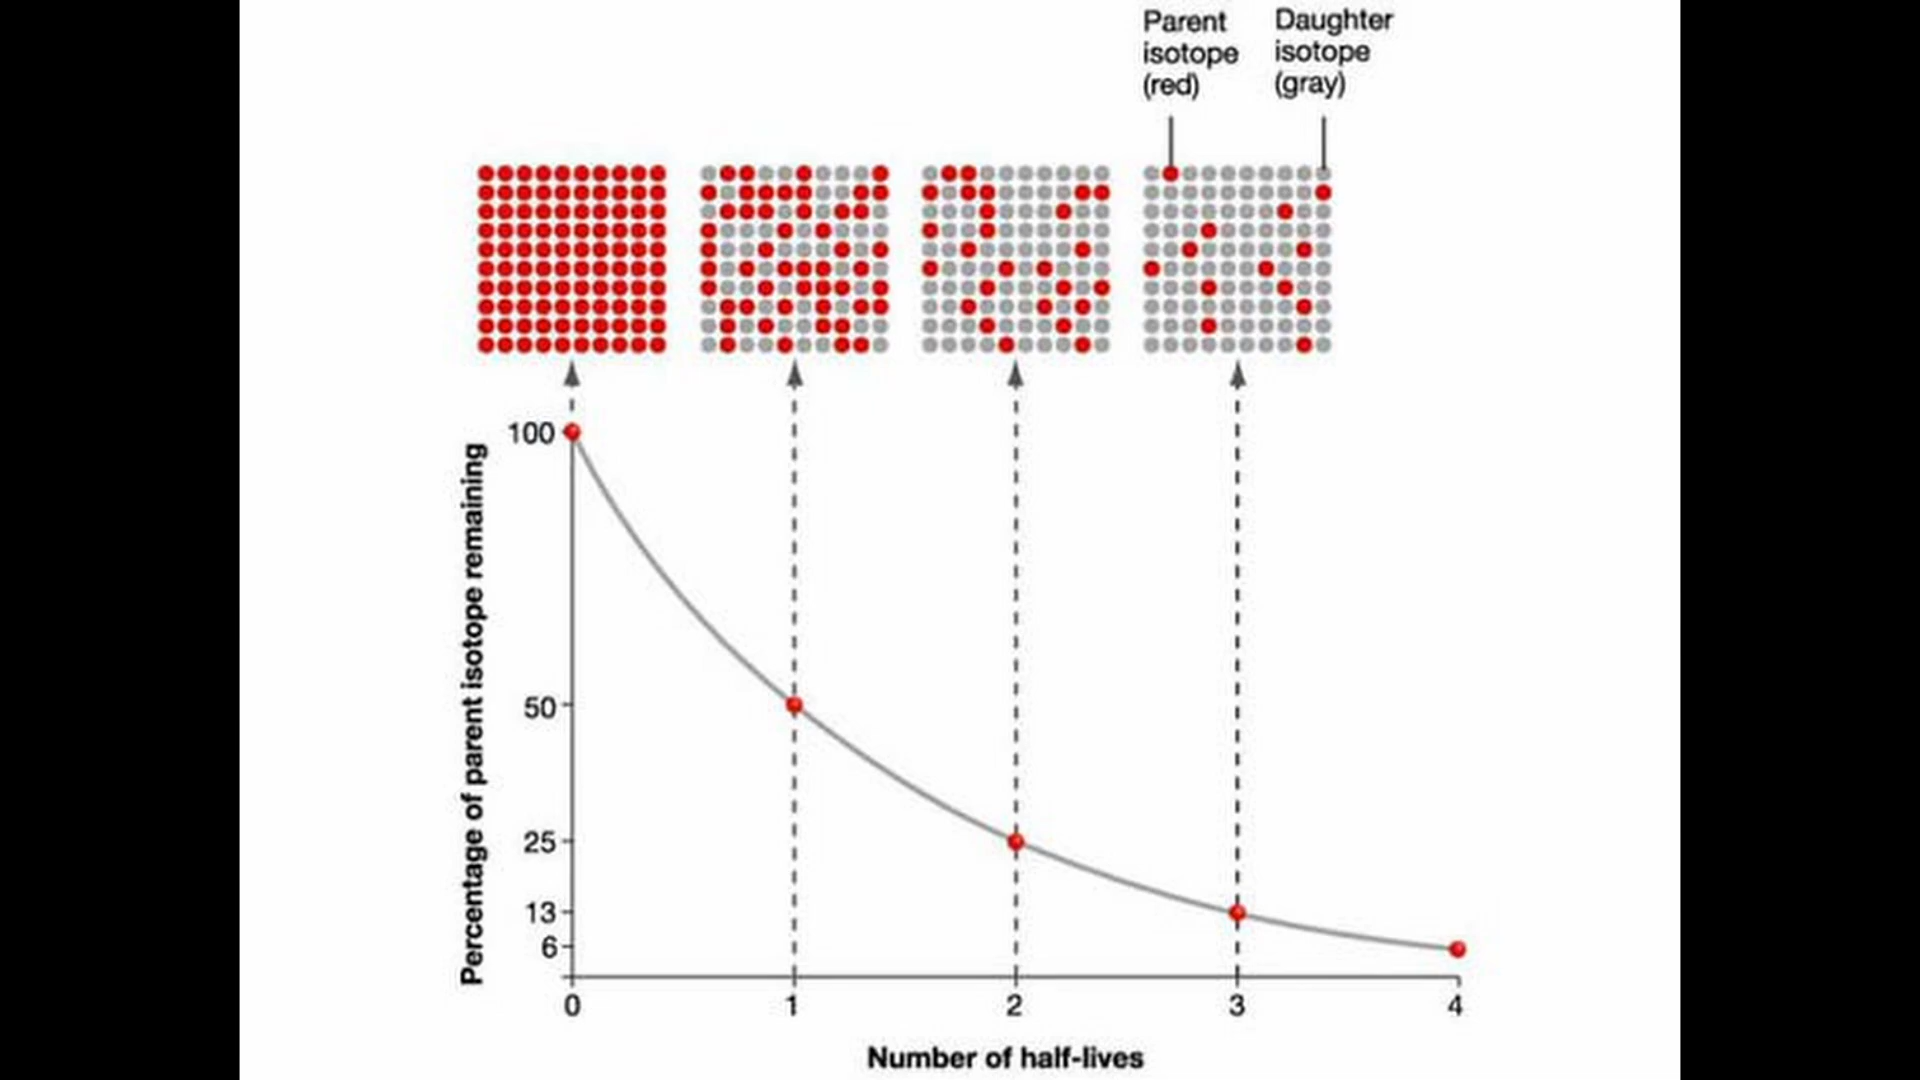 Parent
isotope
(red)
Daughter
isotope
(gray)
Percentage of parent isotope remaining
100
50
25
13
6
0
1
2
3
4
Number of half-lives